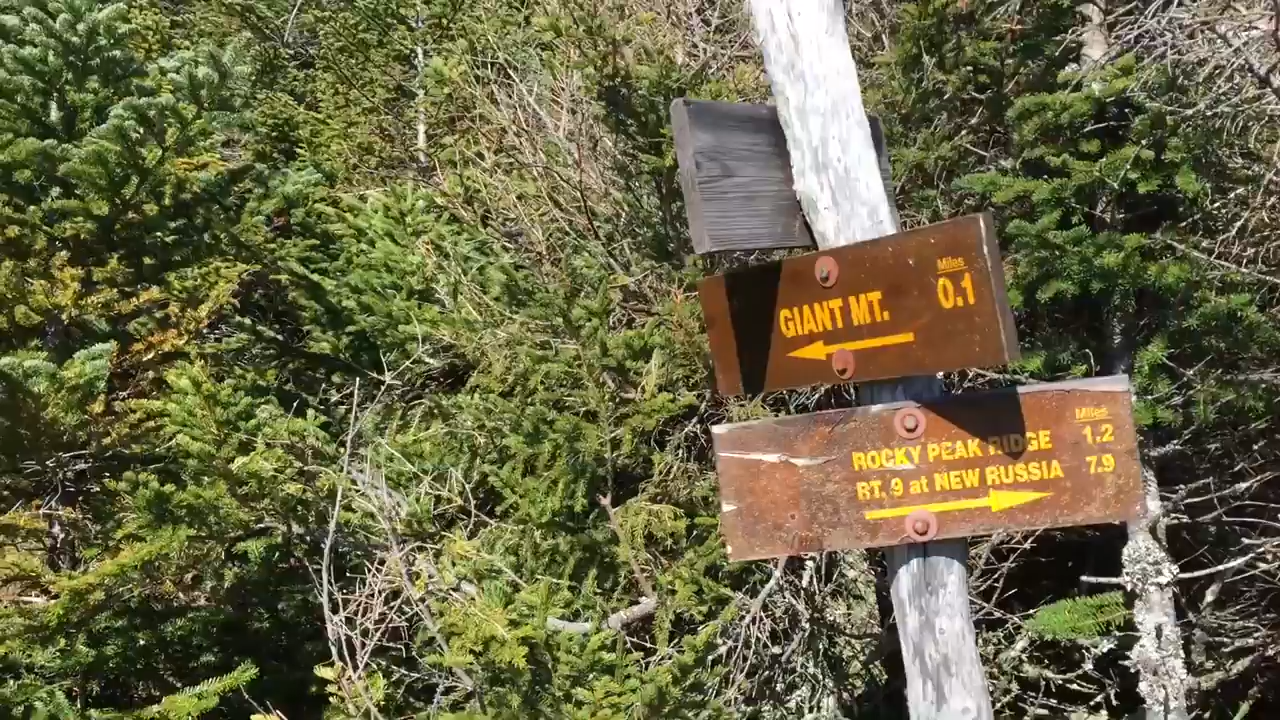 Miles
GIANT MT. 0.1
Miles
ROCKY PEAK RIDGE 1.2
RT. 9 at NEW RUSSIA 7.9